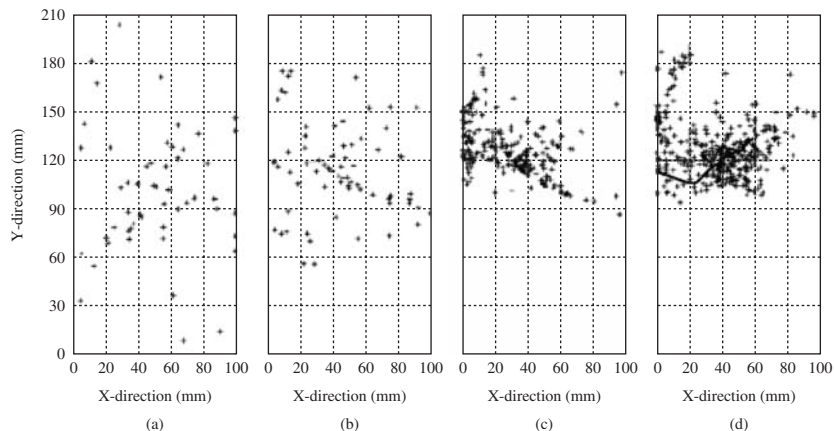 210
180
150
120
90
60
30
0
Y-direction (mm)
0 20 40 60 80 100
0 20 40 60 80 100
0 20 40 60 80 100
0 20 40 60 80 100
X-direction (mm)
X-direction (mm)
X-direction (mm)
X-direction (mm)
(a)
(b)
(c)
(d)